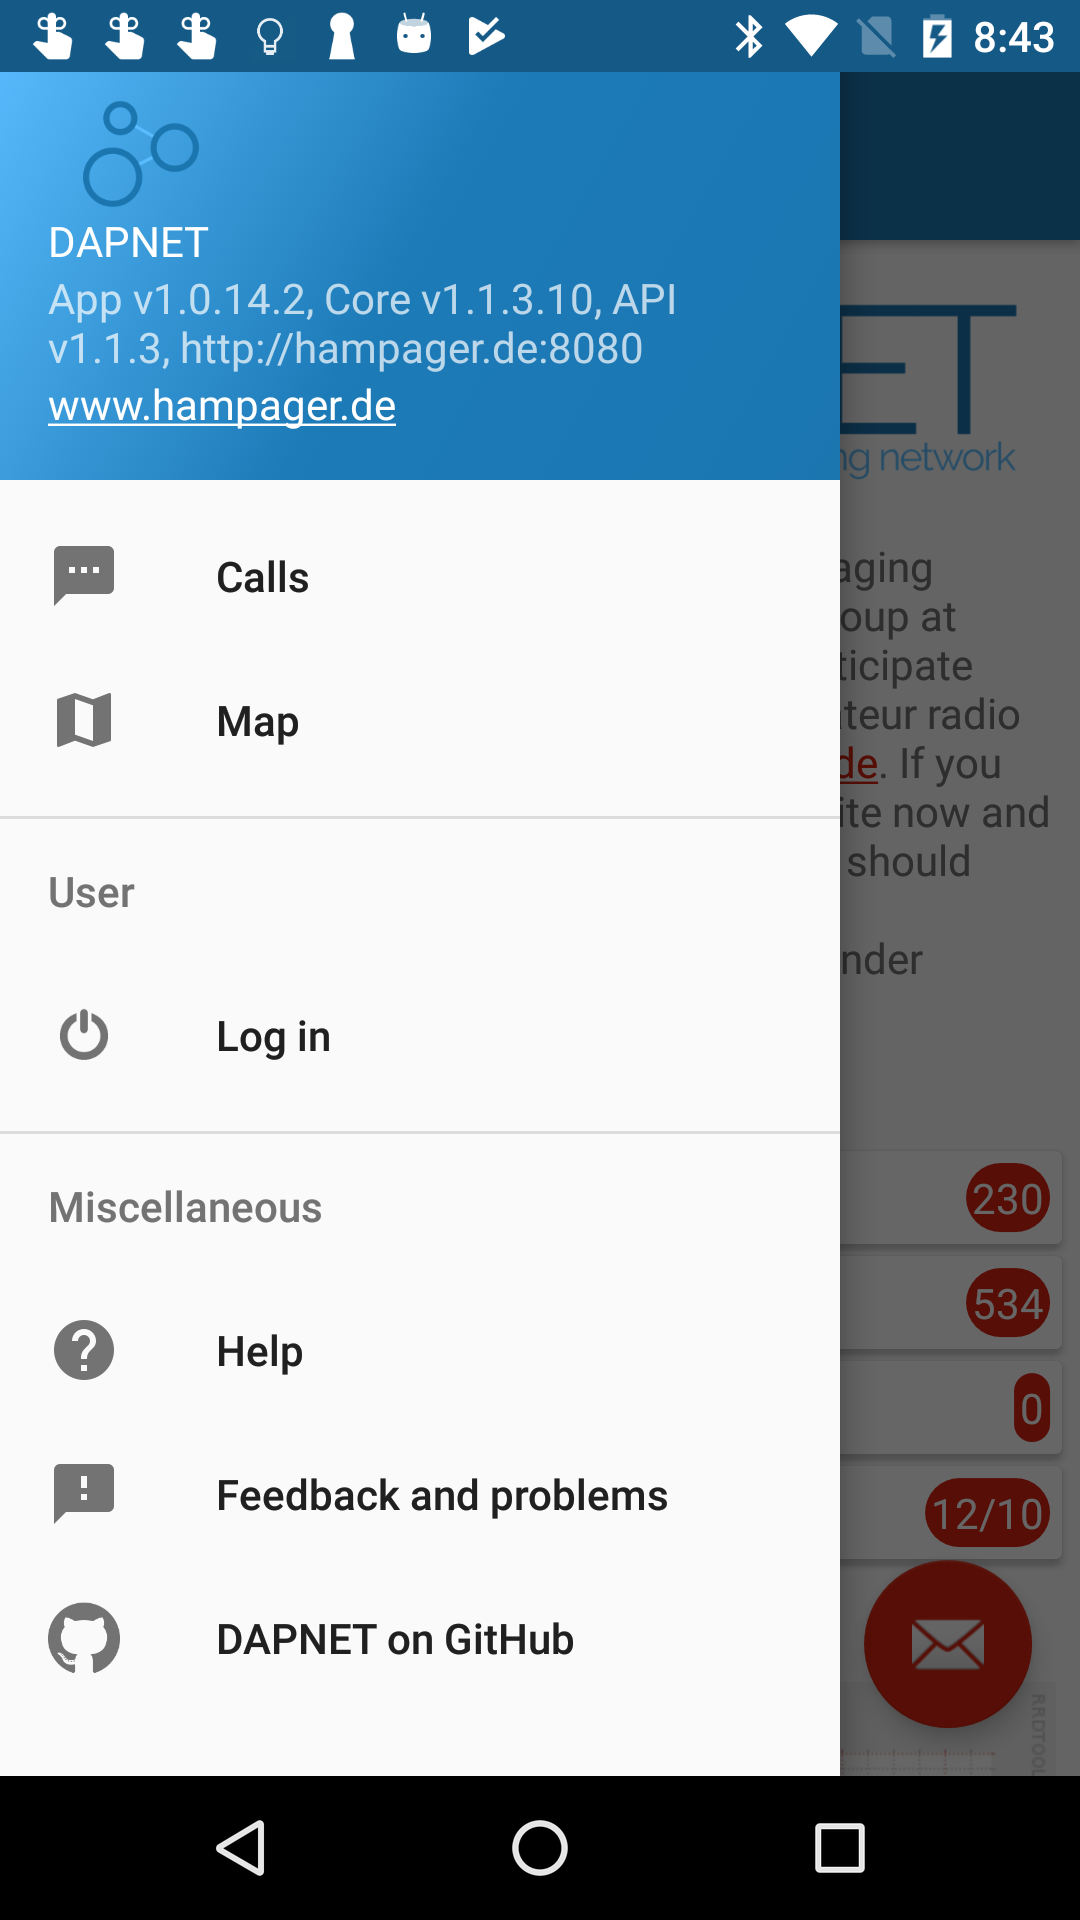 8:43
DAPNET
App v1.0.14.2, Core v1.1.3.10, API
v1.1.3, http://hampager.de:8080
www.hampager.de
Calls
Map
User
Log in
Miscellaneous
Help
Feedback and problems
DAPNET on GitHub
ET
ng network
aging
oup at
ticipate
teur radio
de. If you
ite now and
should
nder
230
534
0
12/10
RRDTOOL